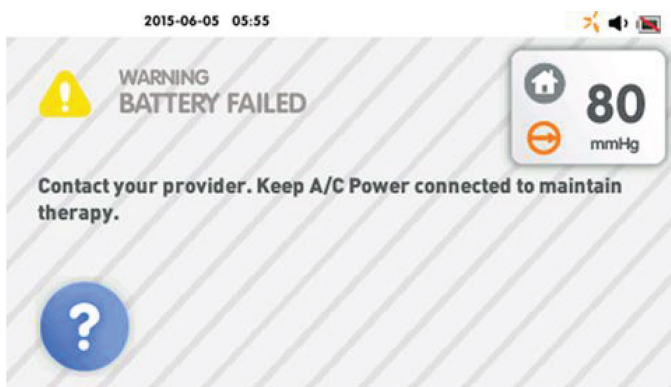 2015-06-05 05:55
WARNING
BATTERY FAILED
80
mmHg
Contact your provider. Keep A/C Power connected to maintain
therapy.
?